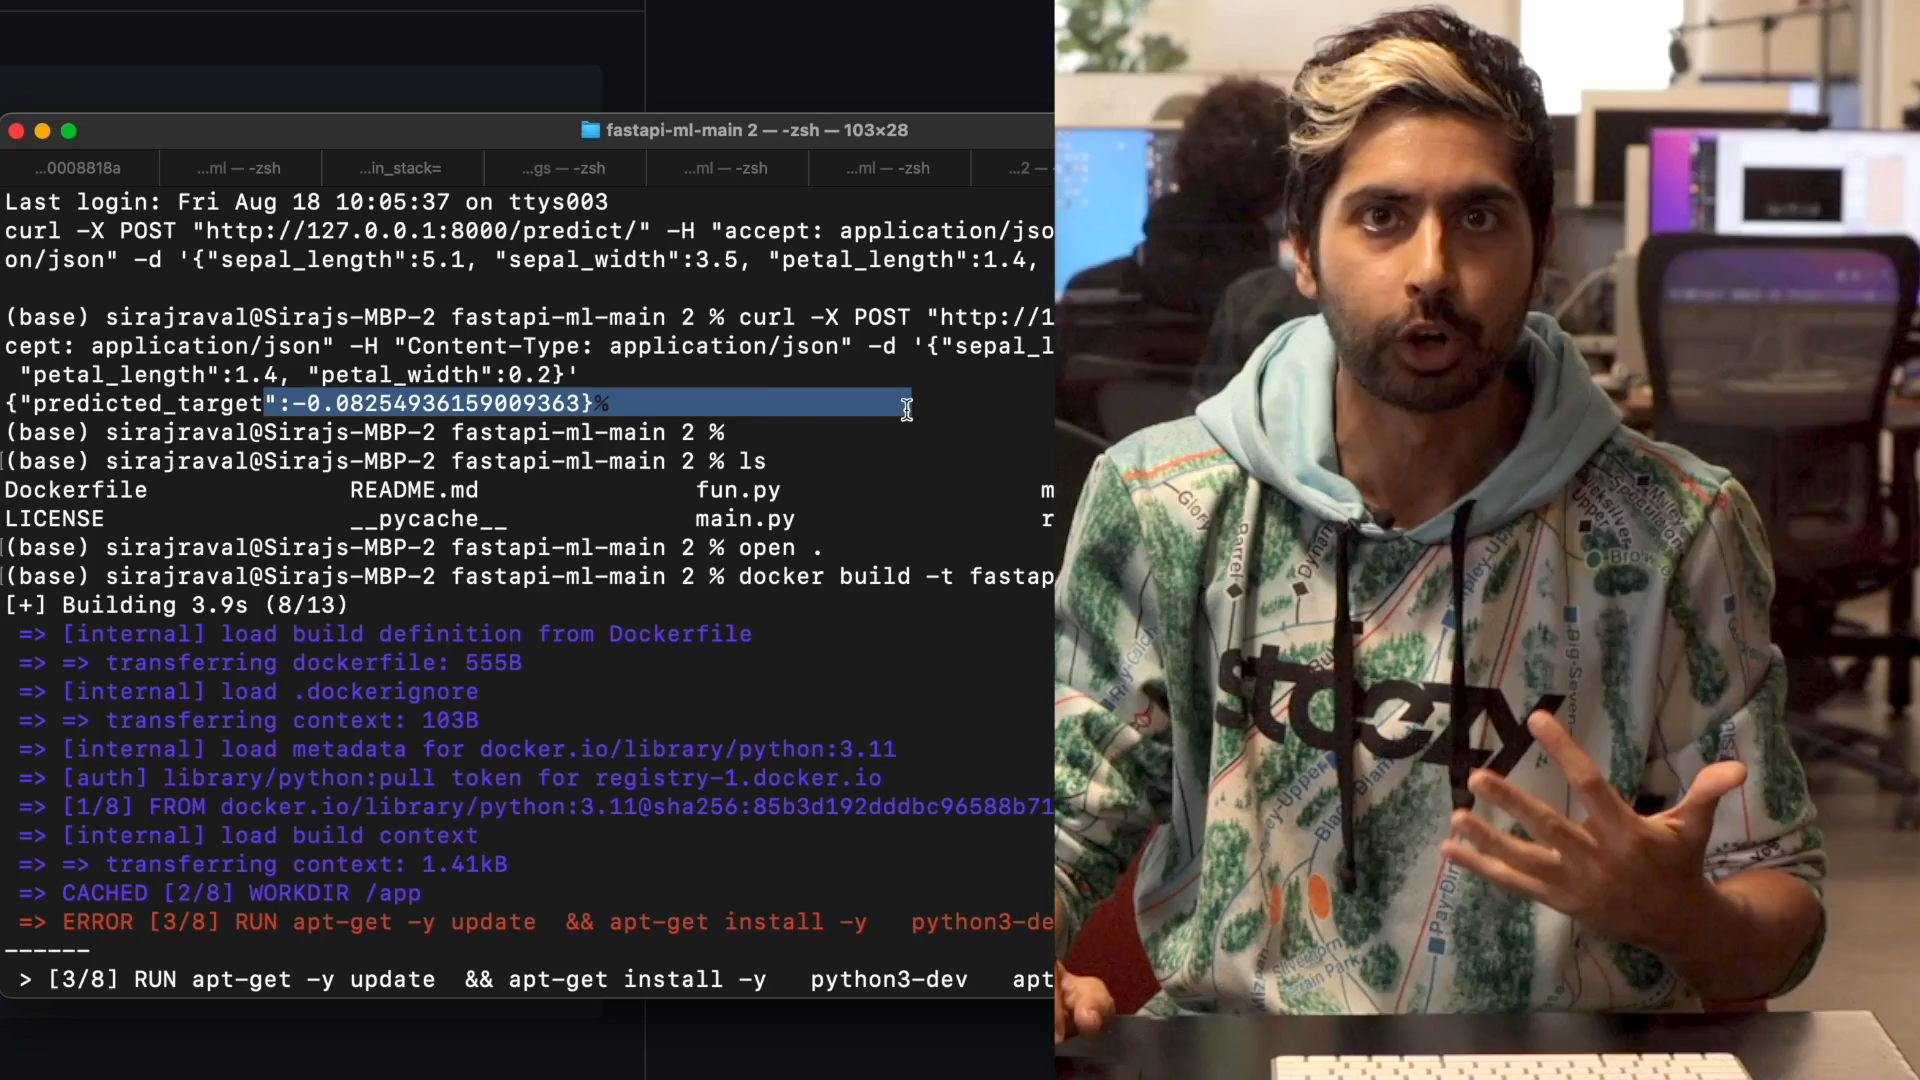 fastapi-ml-main 2 — -zsh — 103×28
...0008818a ...ml — -zsh ...in_stack= ...gs — -zsh ...ml — -zsh ...ml — -zsh ...2 —
Last login: Fri Aug 18 10:05:37 on ttys003
curl -X POST "http://127.0.0.1:8000/predict/" -H "accept: application/jso
on/json" -d '{"sepal_length":5.1, "sepal_width":3.5, "petal_length":1.4,
(base) sirajraval@Sirajs-MBP-2 fastapi-ml-main 2 % curl -X POST "http://1
cept: application/json" -H "Content-Type: application/json" -d '{"sepal_l
"petal_length":1.4, "petal_width":0.2}'
{"predicted_target":-0.08254936159009363}%
(base) sirajraval@Sirajs-MBP-2 fastapi-ml-main 2 %
(base) sirajraval@Sirajs-MBP-2 fastapi-ml-main 2 % ls
Dockerfile README.md fun.py m
LICENSE __pycache__ main.py r
(base) sirajraval@Sirajs-MBP-2 fastapi-ml-main 2 % open .
(base) sirajraval@Sirajs-MBP-2 fastapi-ml-main 2 % docker build -t fastap
[+] Building 3.9s (8/13)
=> [internal] load build definition from Dockerfile
=> => transferring dockerfile: 555B
=> [internal] load .dockerignore
=> => transferring context: 103B
=> [internal] load metadata for docker.io/library/python:3.11
=> [auth] library/python:pull token for registry-1.docker.io
=> [1/8] FROM docker.io/library/python:3.11@sha256:85b3d192dddbc96588b71
=> [internal] load build context
=> => transferring context: 1.41kB
=> CACHED [2/8] WORKDIR /app
=> ERROR [3/8] RUN apt-get -y update && apt-get install -y python3-de
------
> [3/8] RUN apt-get -y update && apt-get install -y python3-dev apt
stoezy
Glory
Barrel